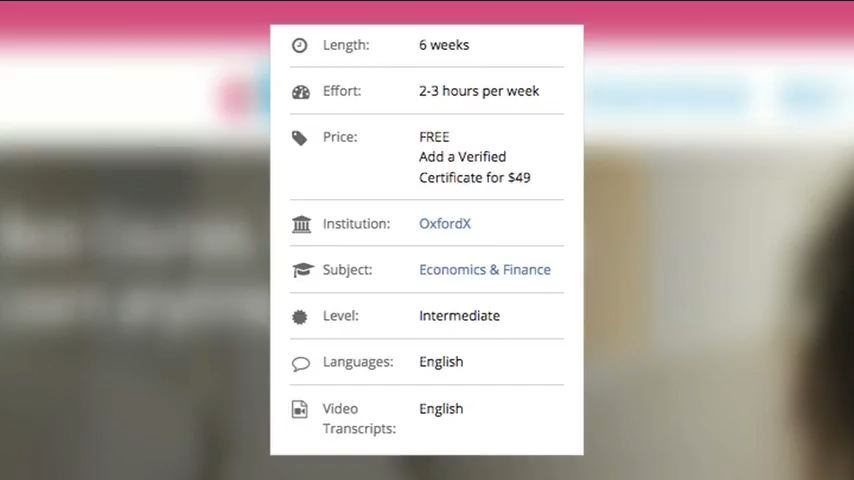 Length: 6 weeks
Effort: 2-3 hours per week
Price: FREE
Add a Verified
Certificate for $49
Institution: OxfordX
Subject: Economics & Finance
Level: Intermediate
Languages: English
Video English
Transcripts: